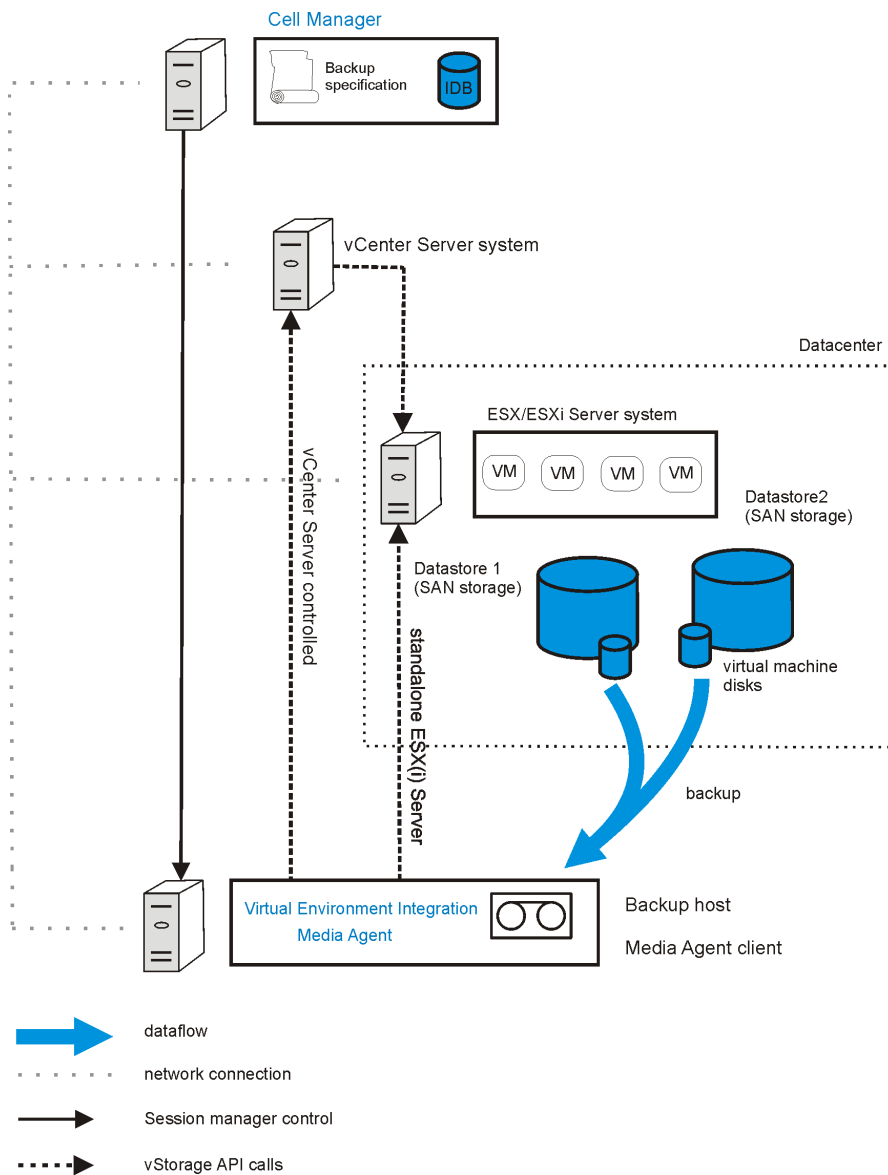 Cell Manager
Backup
specification
IDB
vCenter Server system
Datacenter
ESX/ESXi Server system
VM VM VM VM
Datastore2
(SAN storage)
Datastore 1
(SAN storage)
vCenter Server controlled
standalone ESX(i) Server
virtual machine
disks
backup
Virtual Environment Integration
Media Agent
Backup host
Media Agent client
dataflow
network connection
Session manager control
vStorage API calls